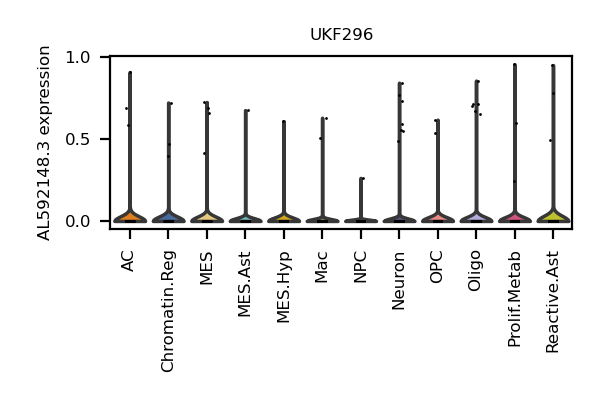 UKF296
AL592148.3 expression
1.0
0.5
0.0
AC
Chromatin.Reg
MES
MES.Ast
MES.Hyp
Mac
NPC
Neuron
OPC
Oligo
Prolif.Metab
Reactive.Ast